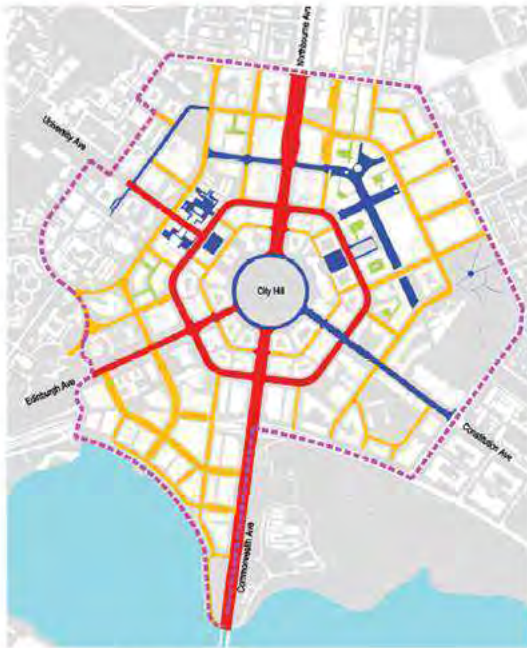 Northbourne Ave
University Ave
City Hill
Edinburgh Ave
Constitution Ave
Commonwealth Ave